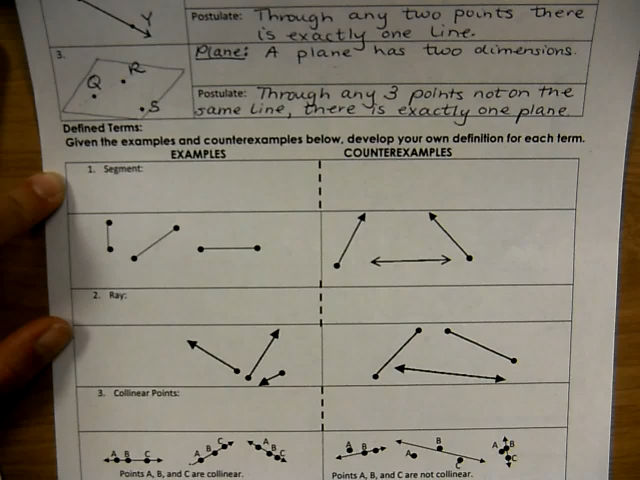 Y
Postulate: Through any two points there
is exactly one line.
3.
Plane: A plane has two dimensions.
Q R S
Postulate: Through any 3 points not on the
same line, there is exactly one plane.
Defined Terms:
Given the examples and counterexamples below, develop your own definition for each term.
EXAMPLES COUNTEREXAMPLES
1. Segment:
2. Ray:
3. Collinear Points:
A B C A B C A B C A B A B C A B C
Points A, B, and C are collinear. Points A, B, and C are not collinear.